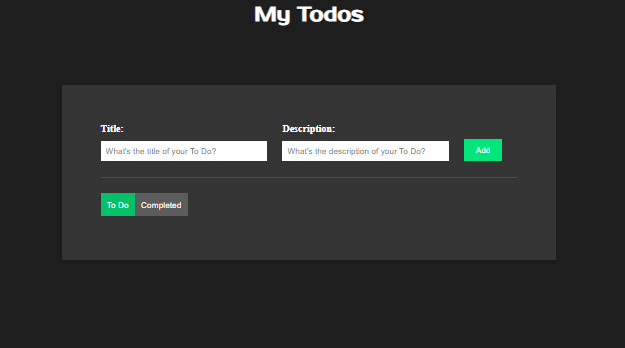 My Todos
Title: Description:
What's the title of your To Do? What's the description of your To Do? Add
To Do Completed